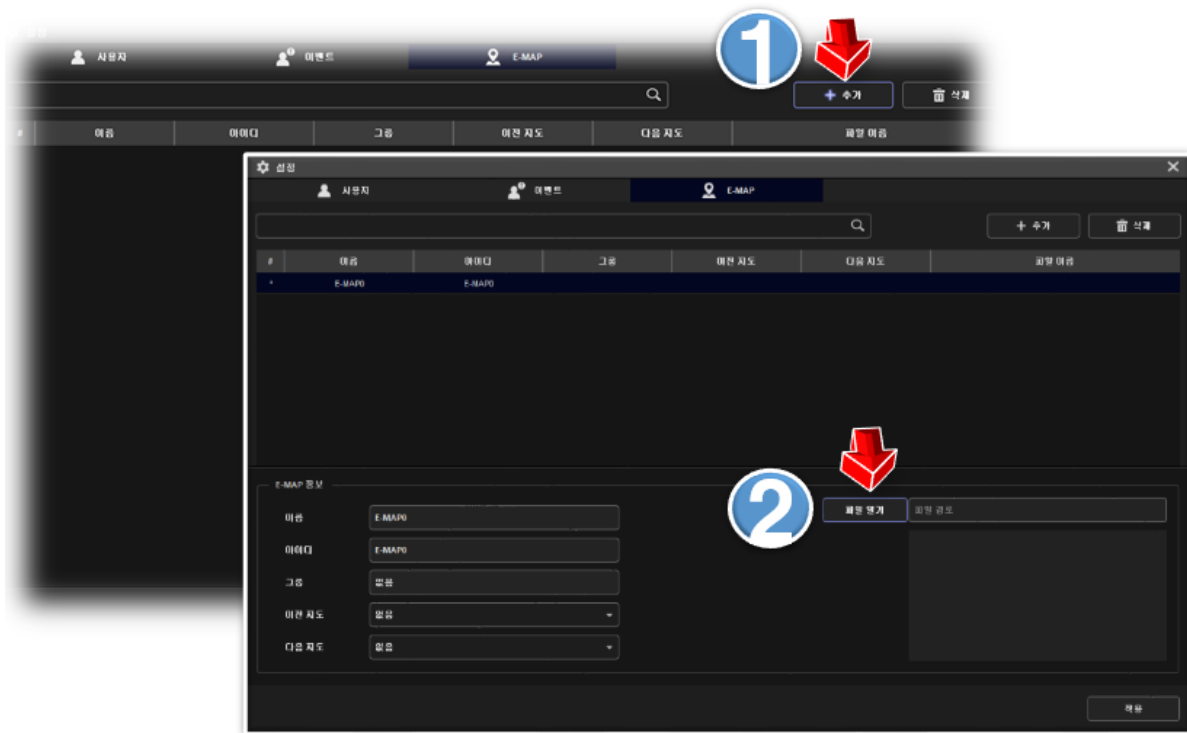 1
사용자 이벤트 E-MAP
+ 추가 삭제
# 이름 아이디 그룹 이전 지도 다음 지도 파일 이름
설정
사용자 이벤트 E-MAP
+ 추가 삭제
# 이름 아이디 그룹 이전 지도 다음 지도 파일 이름
* E-MAP0 E-MAP0
2
E-MAP 정보
이름 E-MAP0 파일 열기 파일 경로
아이디 E-MAP0
그룹 없음
이전 지도 없음
다음 지도 없음
적용